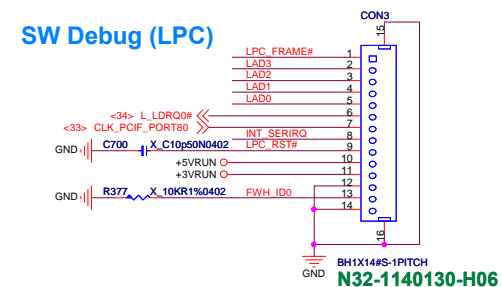 CON3
SW Debug (LPC)
15
LPC_FRAME# 1
LAD3 2
LAD2 3
LAD1 4
LAD0 5
<34> L_LDRQ0# 6
<33> CLK_PCIF_PORT80 7
INT_SERIRQ 8
GND C700 X_C10p50N0402 LPC_RST# 9
+5VRUN 10
+3VRUN 11
12
GND R377 X_10KR1%0402 FWH_ID0 13
14
16
GND
BH1X14#S-1PITCH
N32-1140130-H06